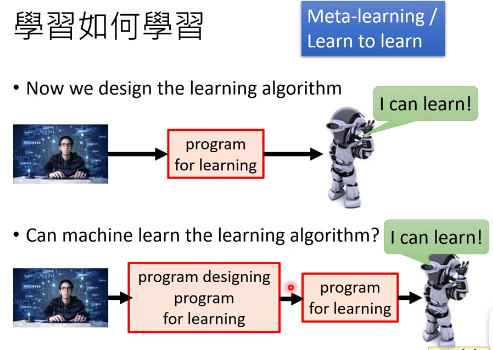 學習如何學習
Meta-learning /
Learn to learn
• Now we design the learning algorithm
I can learn!
program
for learning
• Can machine learn the learning algorithm?
I can learn!
program designing
program
for learning
program
for learning